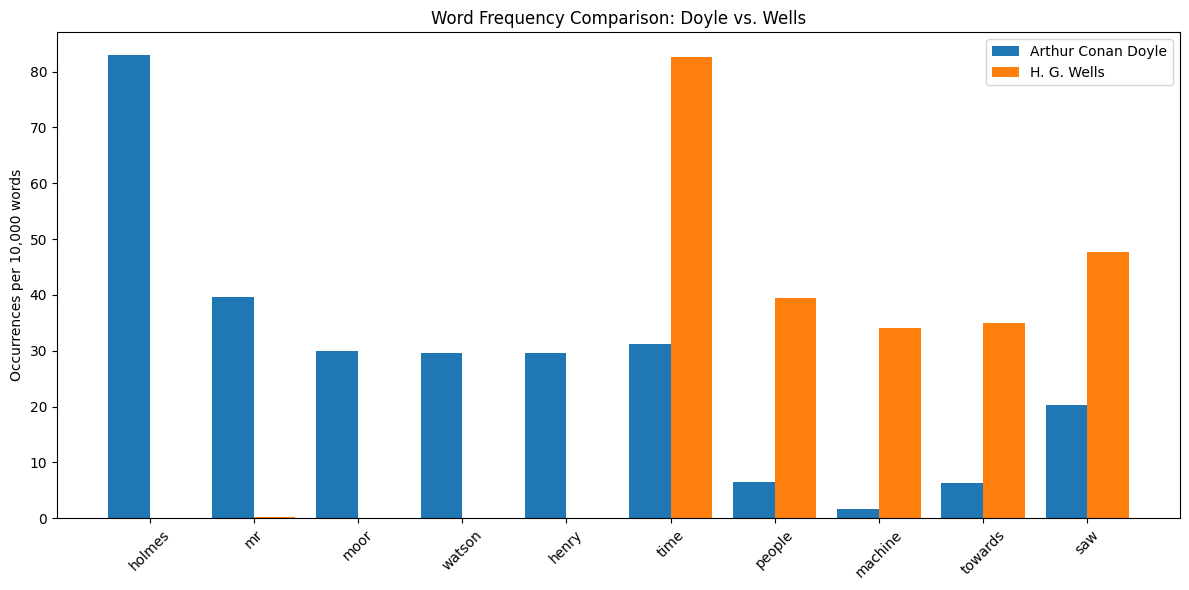 Word Frequency Comparison: Doyle vs. Wells
Arthur Conan Doyle
H. G. Wells
Occurrences per 10,000 words
80
70
60
50
40
30
20
10
0
holmes
mr
moor
watson
henry
time
people
machine
towards
saw